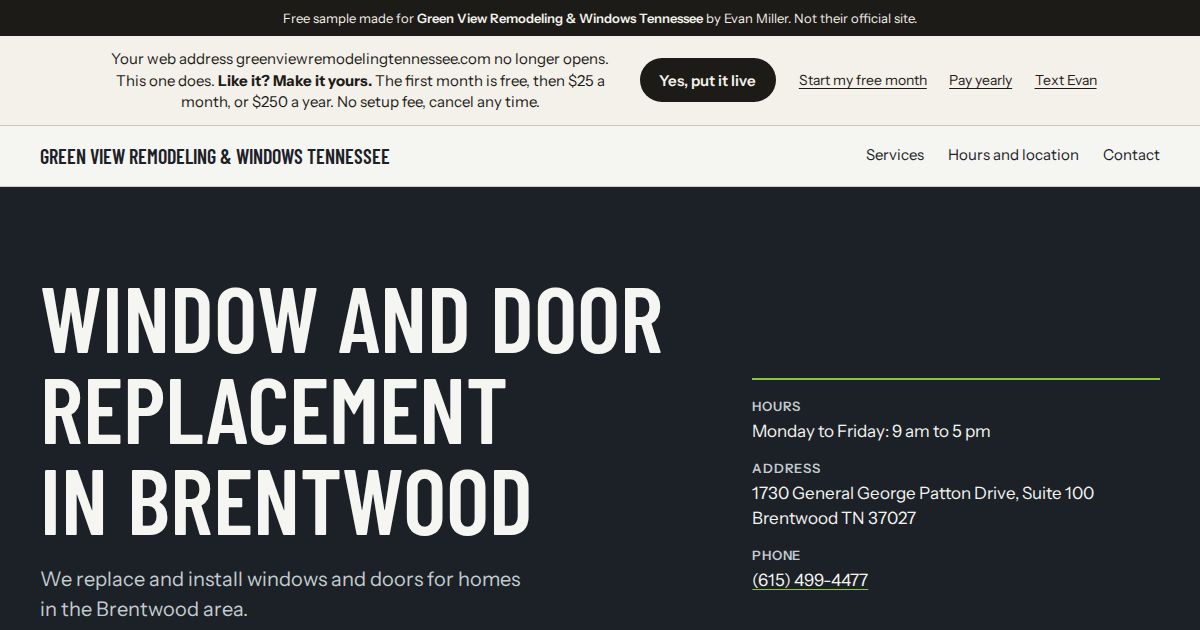 Free sample made for Green View Remodeling & Windows Tennessee by Evan Miller. Not their official site.
Your web address greenviewremodelingtennessee.com no longer opens.
This one does. Like it? Make it yours. The first month is free, then $25 a
month, or $250 a year. No setup fee, cancel any time.
Yes, put it live
Start my free month
Pay yearly
Text Evan
GREEN VIEW REMODELING & WINDOWS TENNESSEE
Services
Hours and location
Contact
WINDOW AND DOOR
REPLACEMENT
IN BRENTWOOD
We replace and install windows and doors for homes
in the Brentwood area.
HOURS
Monday to Friday: 9 am to 5 pm
ADDRESS
1730 General George Patton Drive, Suite 100
Brentwood TN 37027
PHONE
(615) 499-4477